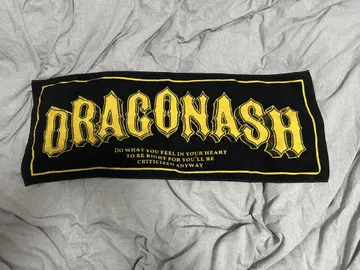 DRAGONASH
DO WHAT YOU FEEL IN YOUR HEART
TO BE RIGHT FOR YOU'LL BE
CRITICIZED ANYWAY